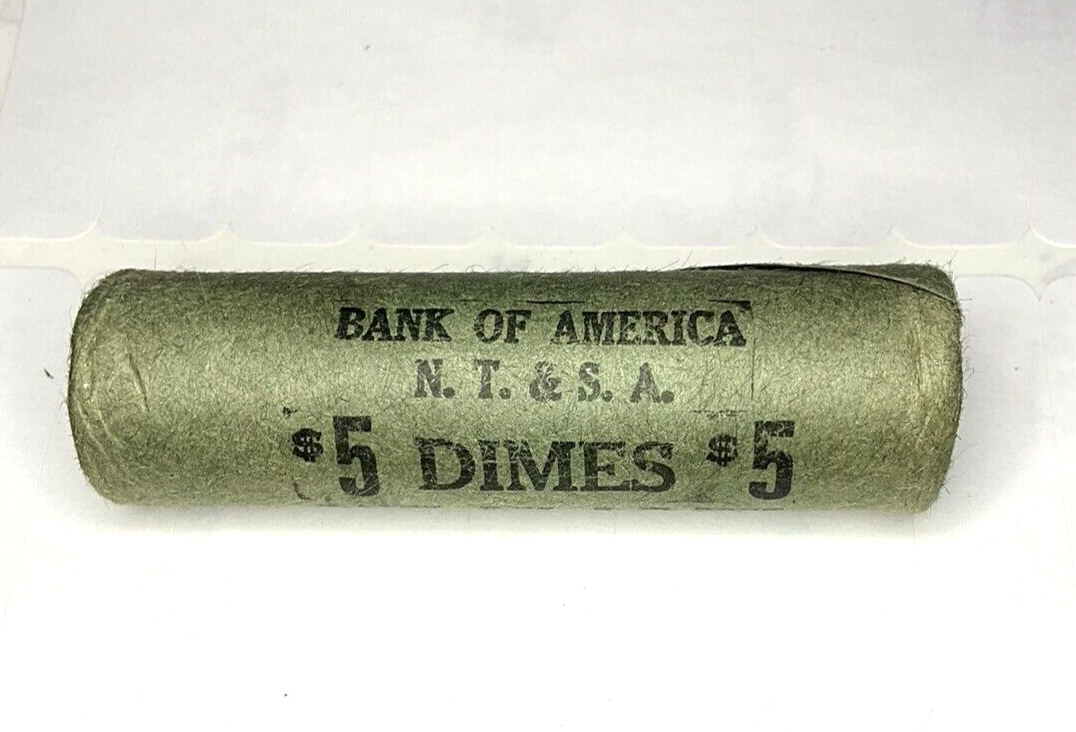 BANK OF AMERICA
N. T. & S. A.
$5 DIMES $5